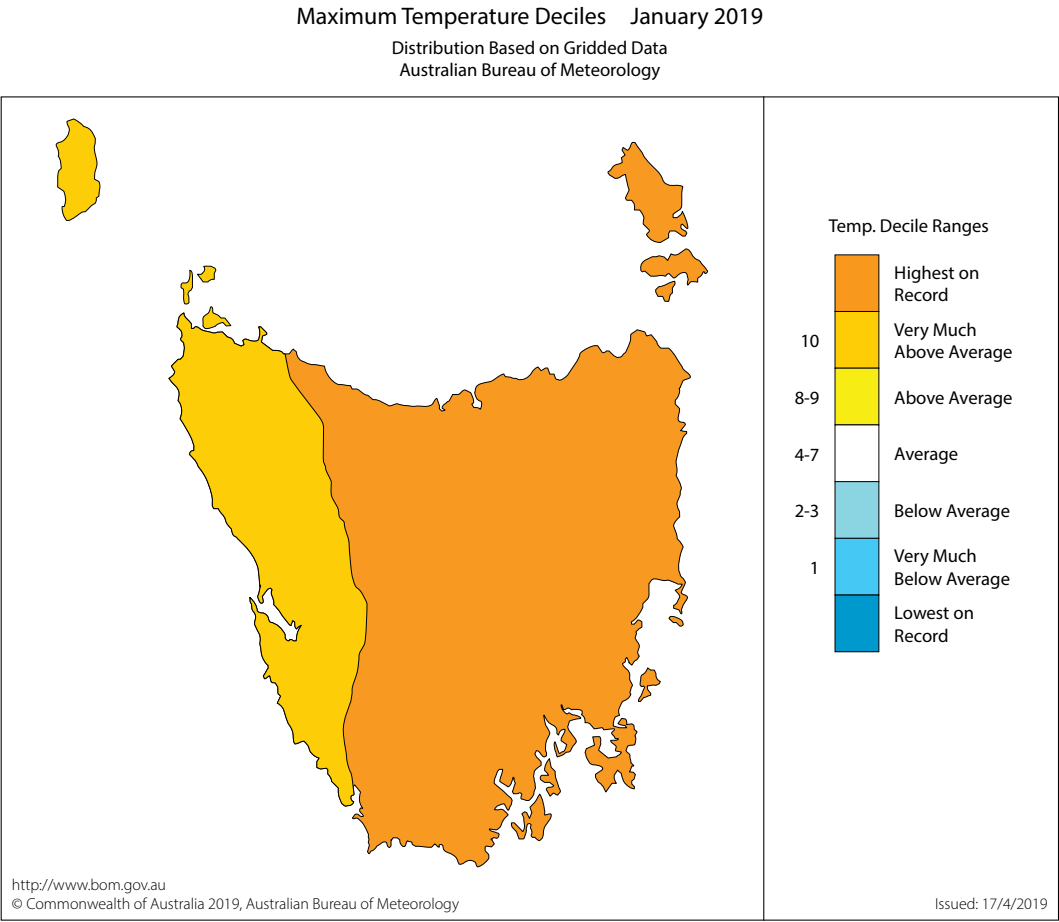 Maximum Temperature Deciles January 2019
Distribution Based on Gridded Data
Australian Bureau of Meteorology
Temp. Decile Ranges
Highest on
Record
10
Very Much
Above Average
8-9
Above Average
4-7
Average
2-3
Below Average
1
Very Much
Below Average
Lowest on
Record
http://www.bom.gov.au
© Commonwealth of Australia 2019, Australian Bureau of Meteorology
Issued: 17/4/2019